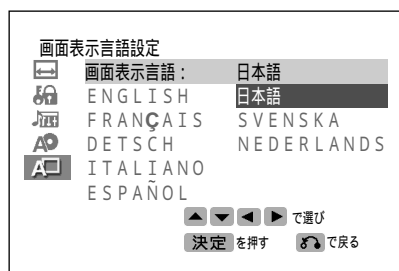 画面表示言語設定
画面表示言語： 日本語
ENGLISH 日本語
FRANÇAIS SVENSKA
DETSCH NEDERLANDS
ITALIANO
ESPAÑOL
▲ ▼ ◀ ▶ で選び
決定 を押す で戻る